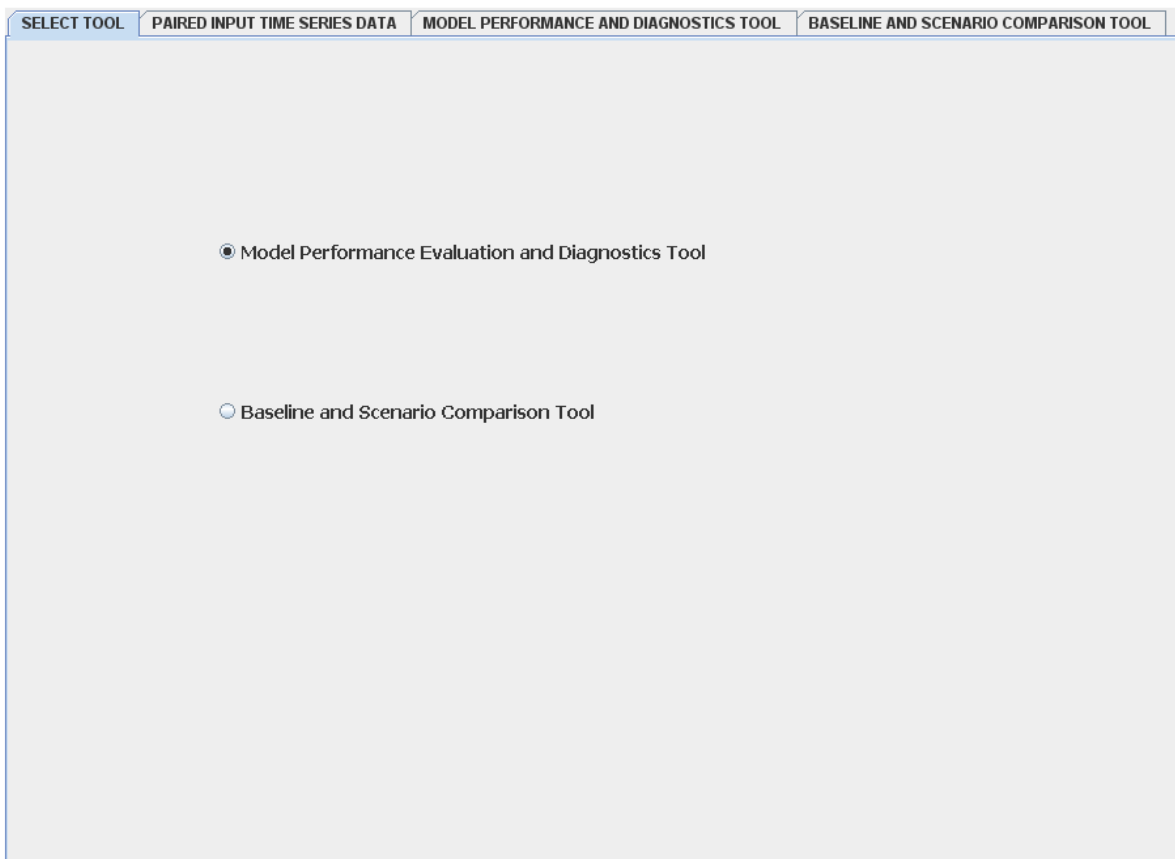 SELECT TOOL PAIRED INPUT TIME SERIES DATA MODEL PERFORMANCE AND DIAGNOSTICS TOOL BASELINE AND SCENARIO COMPARISON TOOL
Model Performance Evaluation and Diagnostics Tool
Baseline and Scenario Comparison Tool